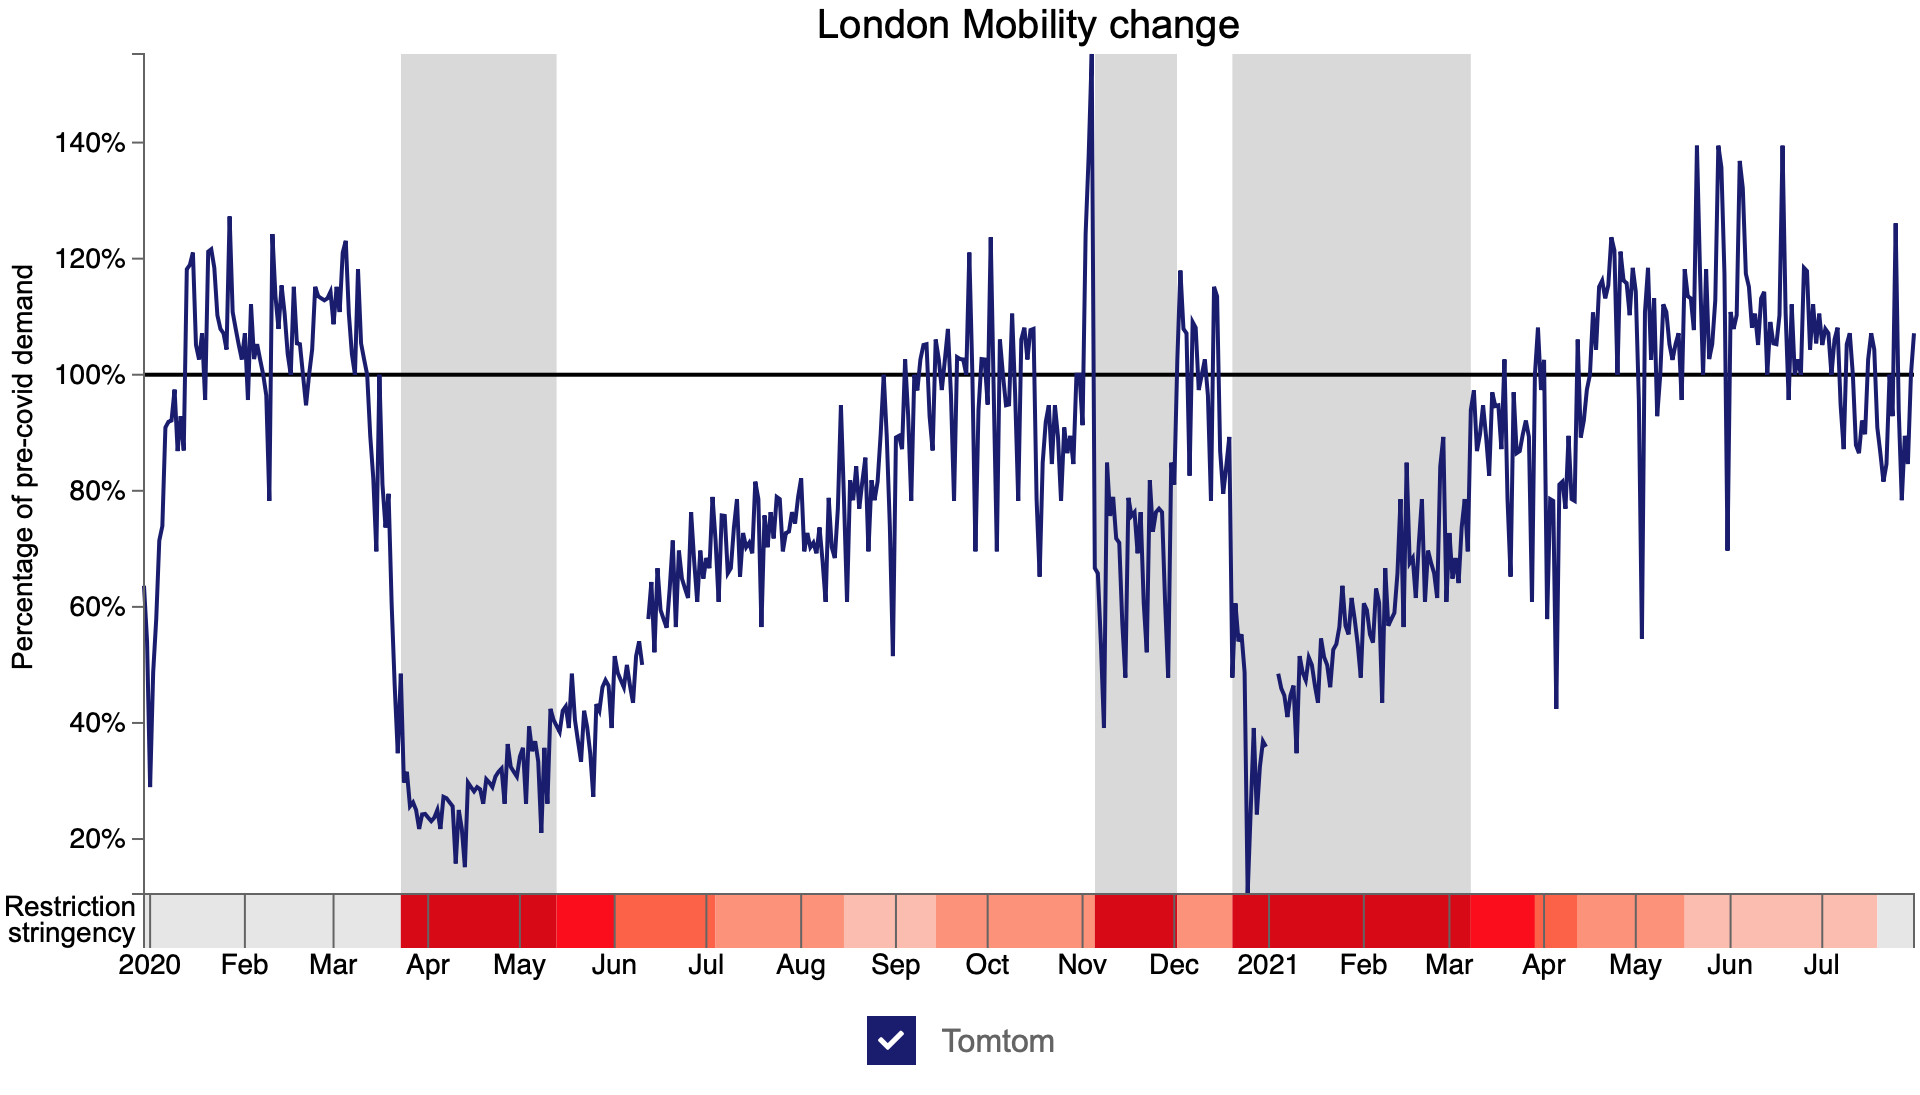 London Mobility change
Percentage of pre-covid demand
140%
120%
100%
80%
60%
40%
20%
Restriction
stringency
2020 Feb Mar Apr May Jun Jul Aug Sep Oct Nov Dec 2021 Feb Mar Apr May Jun Jul
Tomtom